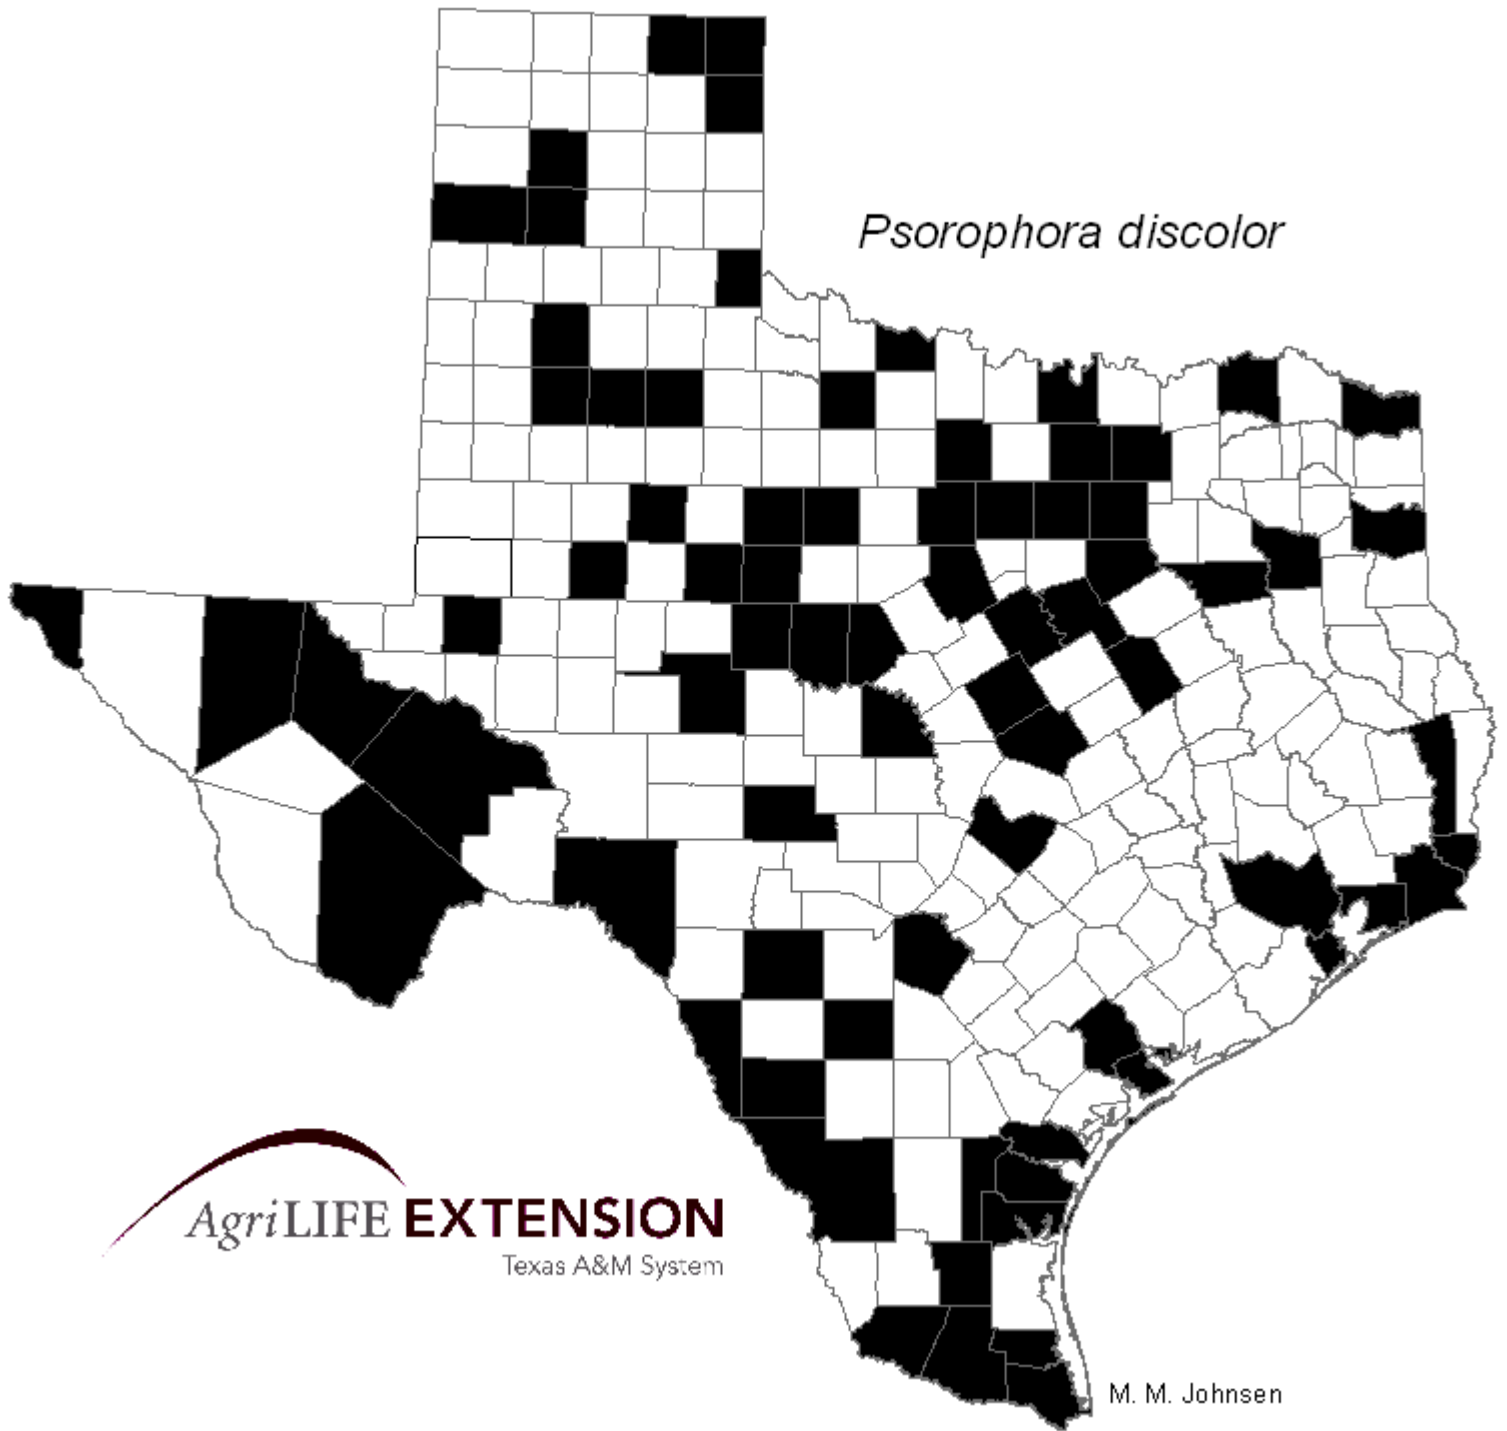 Psorophora discolor
AgriLIFE EXTENSION
Texas A&M System
M. M. Johnsen